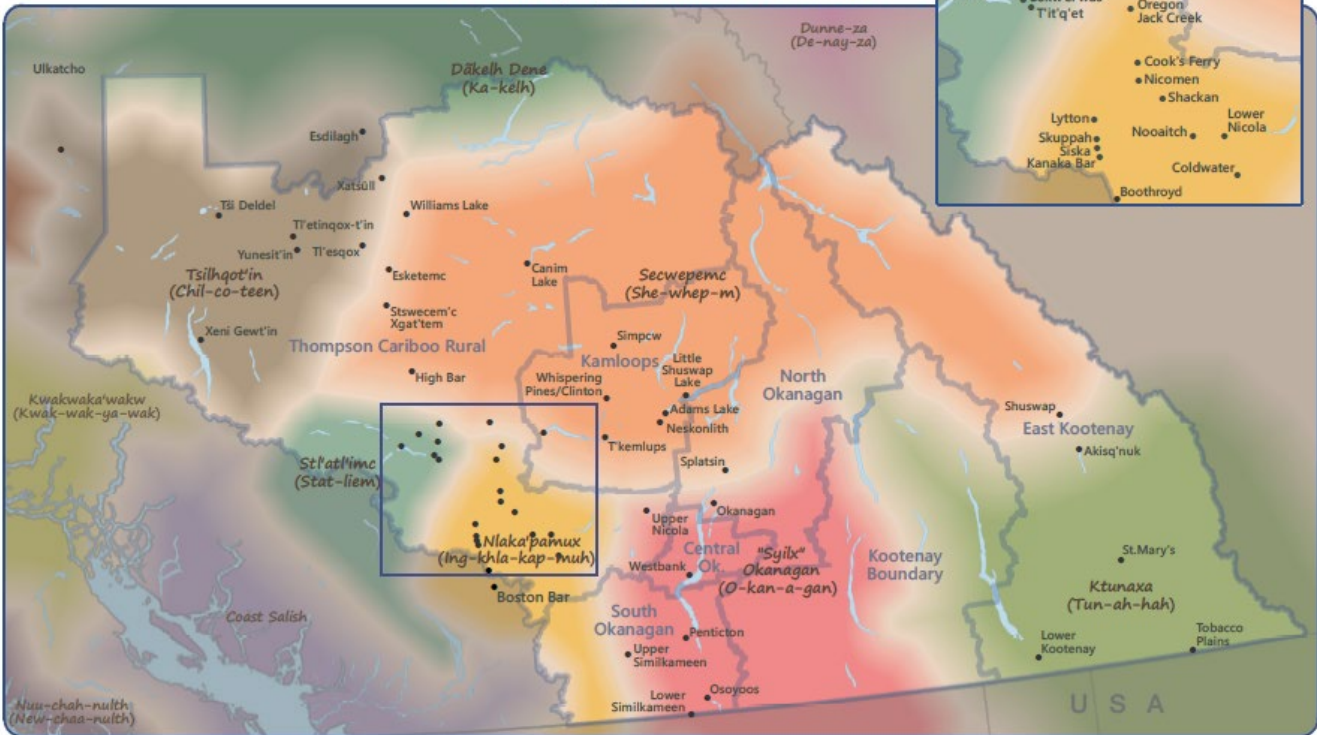 T'it'q'et
Oregon
Jack Creek
Cook's Ferry
Nicomen
Shackan
Lytton
Lower
Nicola
Skuppah
Nooaitch
Siska
Kanaka Bar
Coldwater
Boothroyd
Dunne-za
(De-nay-za)
Ulkatcho
Dãkelh Dene
(Ka-kelh)
Esdilagh
Xatśūll
Tsi Deldel
Williams Lake
Tl'etinqox-t'in
Yunesit'in
Tl'esqox
Tsilhqot'in
(Chil-co-teen)
Esketemc
Canim
Lake
Secwepemc
(She-whep-m)
Stswecem'c
Xgat'tem
Xeni Gewt'in
Thompson Cariboo Rural
Simpcw
Kamloops
Little
Shuswap
Lake
High Bar
Whispering
Pines/Clinton
North
Okanagan
Kwakwaka'wakw
(Kwak-wak-ya-wak)
Adams Lake
Neskonlith
Shuswap
East Kootenay
T'kemlups
Akisq'nuk
Stl'atl'imc
(Stat-liem)
Splatsin
Upper
Nicola
Okanagan
Nlaka'pamux
(Ing-khla-kap-muh)
Central
Ok.
"Syilx"
Okanagan
(O-kan-a-gan)
Westbank
Kootenay
Boundary
St.Mary's
Ktunaxa
(Tun-ah-hah)
Boston Bar
Coast Salish
South
Okanagan
Penticton
Upper
Similkameen
Lower
Kootenay
Tobacco
Plains
Osoyoos
Lower
Similkameen
Nuu-chah-nulth
(New-chaa-nulth)
USA